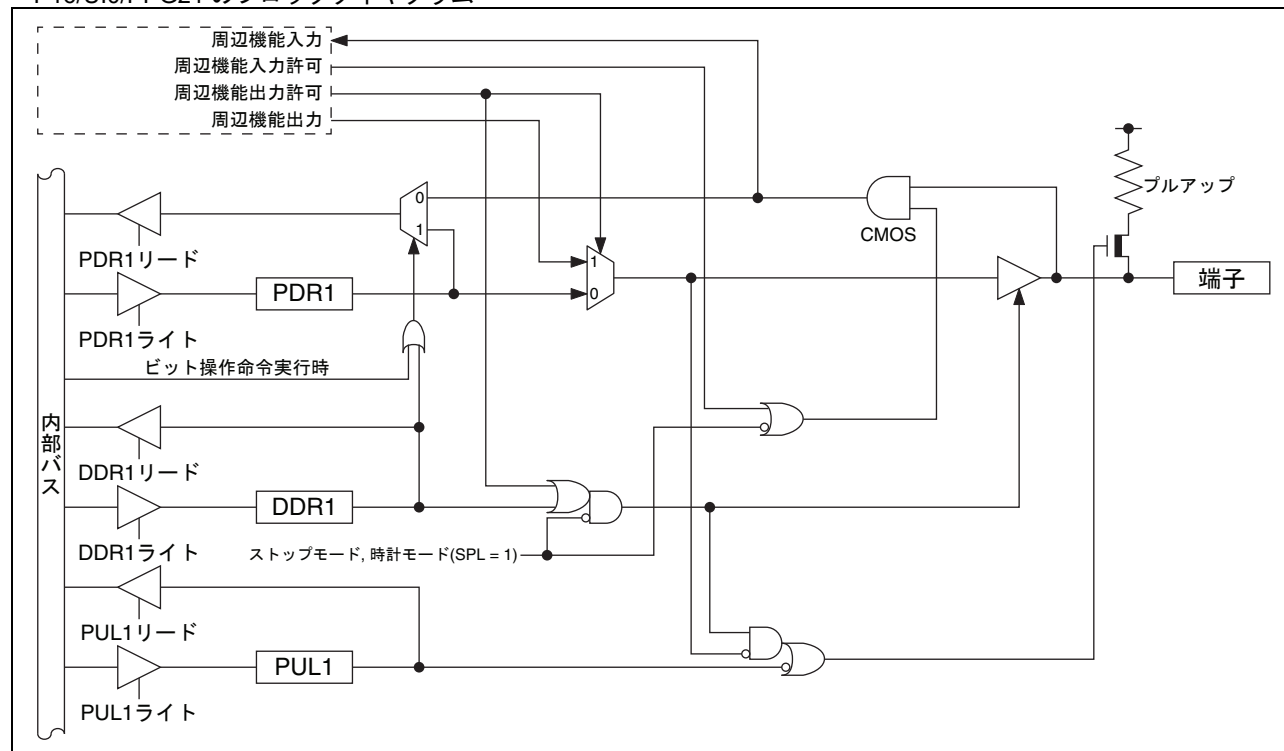 周辺機能入力
周辺機能入力許可
周辺機能出力許可
周辺機能出力
プルアップ
0
1
CMOS
PDR1リード
1
端子
PDR1
0
PDR1ライト
ビット操作命令実行時
内部バス
DDR1リード
DDR1
DDR1ライト
ストップモード, 時計モード(SPL = 1)
PUL1リード
PUL1
PUL1ライト